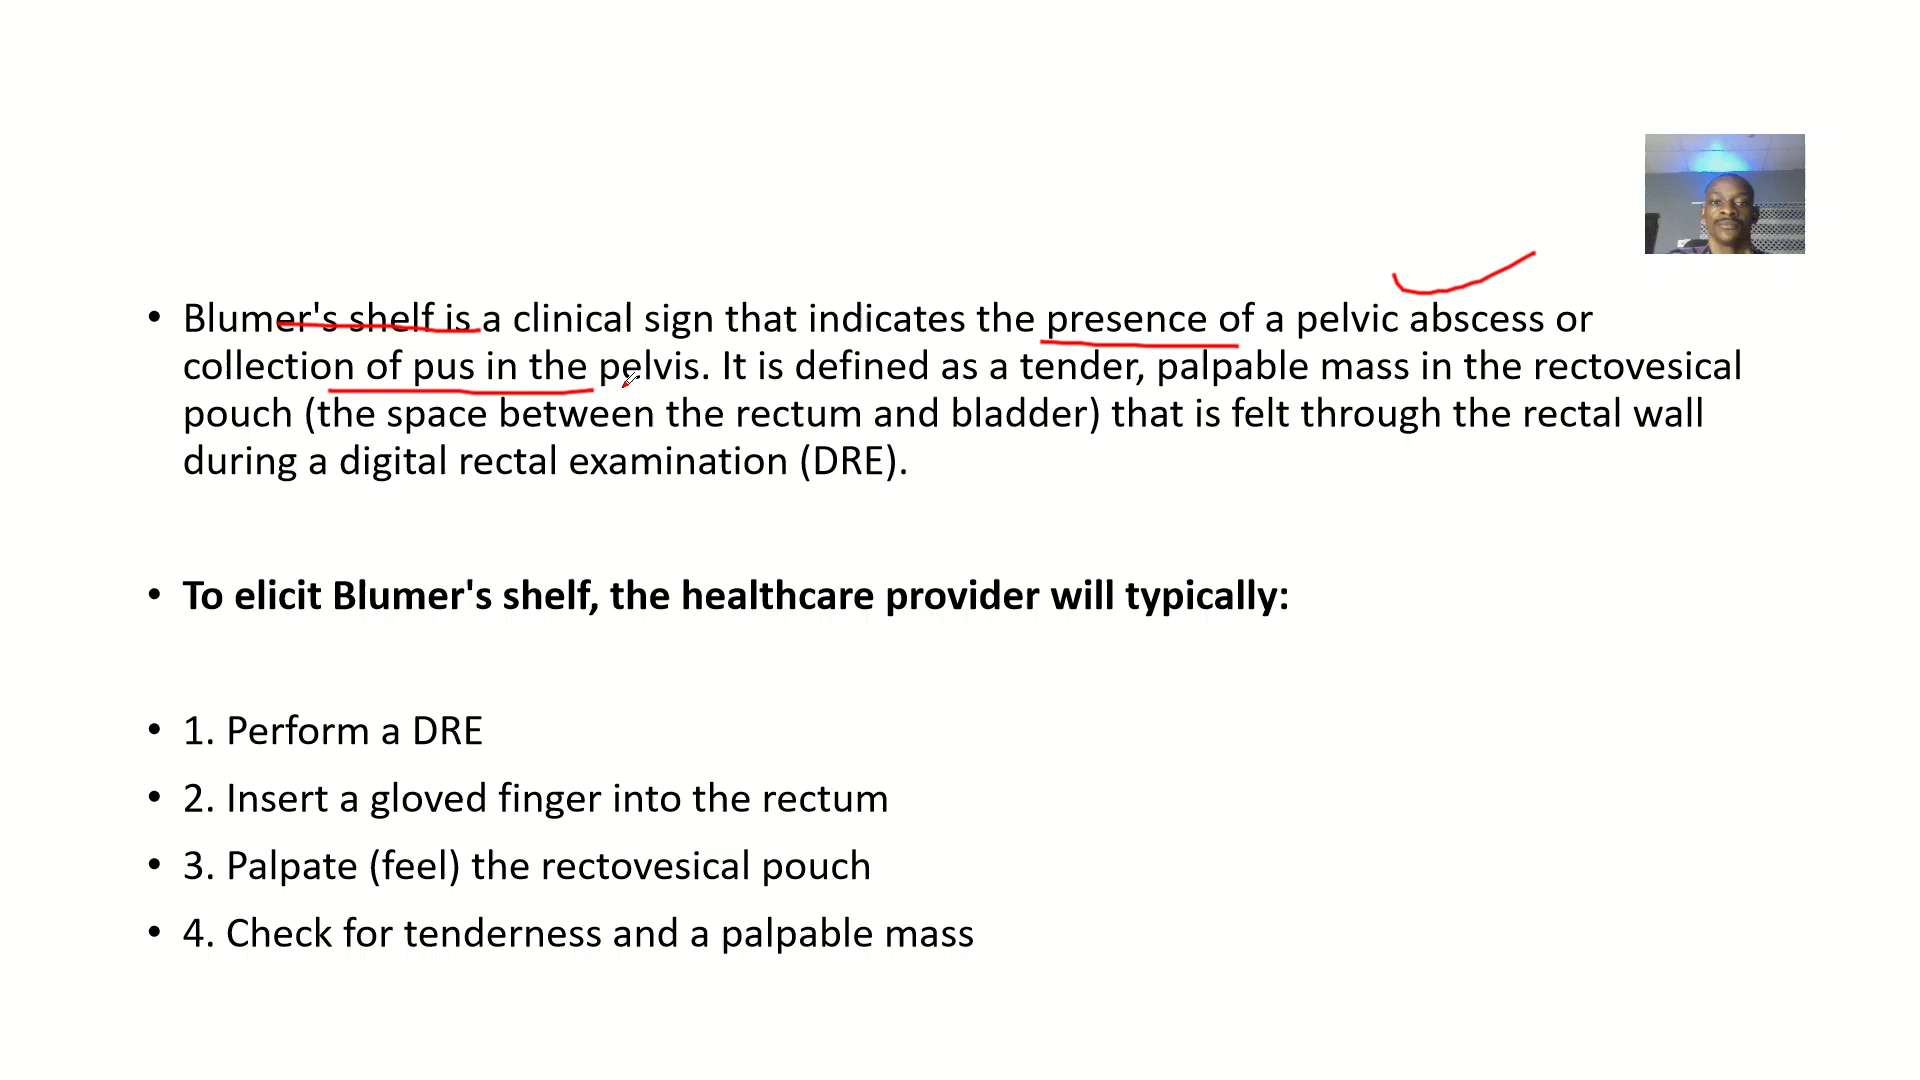 • Blumer's shelf is a clinical sign that indicates the presence of a pelvic abscess or
collection of pus in the pelvis. It is defined as a tender, palpable mass in the rectovesical
pouch (the space between the rectum and bladder) that is felt through the rectal wall
during a digital rectal examination (DRE).
• To elicit Blumer's shelf, the healthcare provider will typically:
• 1. Perform a DRE
• 2. Insert a gloved finger into the rectum
• 3. Palpate (feel) the rectovesical pouch
• 4. Check for tenderness and a palpable mass